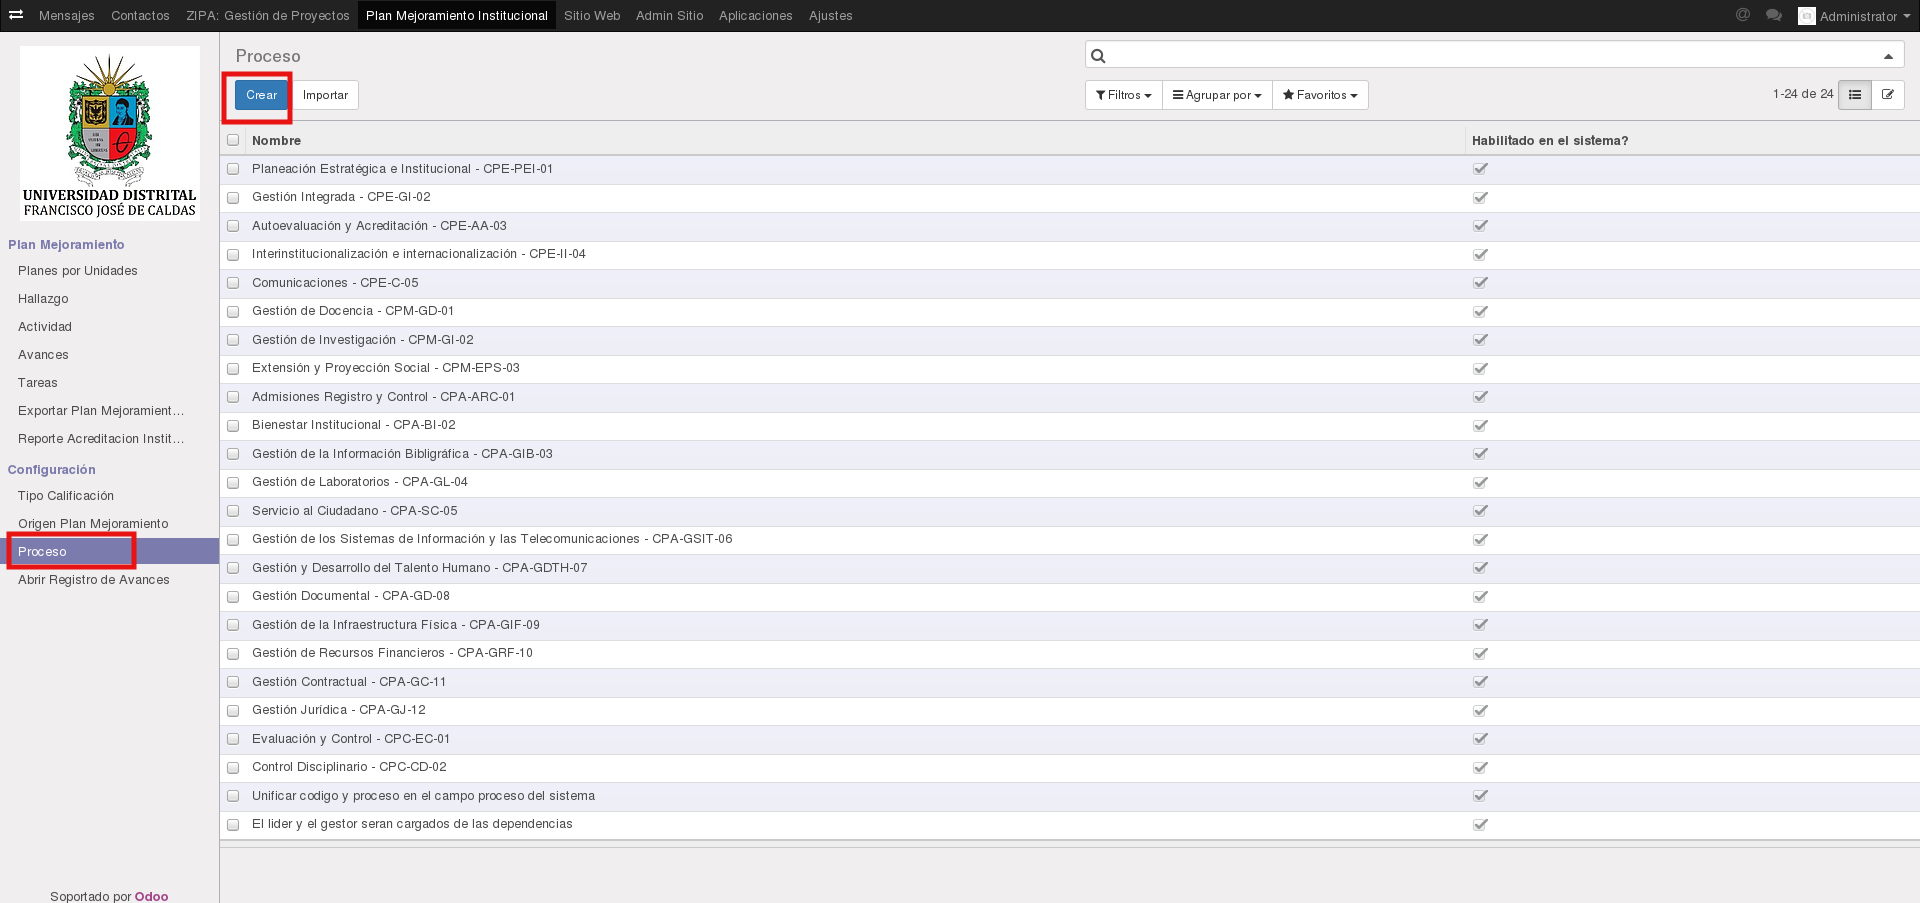 Mensajes Contactos ZIPA: Gestión de Proyectos Plan Mejoramiento Institucional Sitio Web Admin Sitio Aplicaciones Ajustes @ Administrator
UNIVERSIDAD DISTRITAL
FRANCISCO JOSÉ DE CALDAS
Plan Mejoramiento
Planes por Unidades
Hallazgo
Actividad
Avances
Tareas
Exportar Plan Mejoramient...
Reporte Acreditacion Instit...
Configuración
Tipo Calificación
Origen Plan Mejoramiento
Proceso
Abrir Registro de Avances
Soportado por Odoo
Proceso
Crear Importar
Filtros Agrupar por Favoritos 1-24 de 24
Nombre Habilitado en el sistema?
Planeación Estratégica e Institucional - CPE-PEI-01
Gestión Integrada - CPE-GI-02
Autoevaluación y Acreditación - CPE-AA-03
Interinstitucionalización e internacionalización - CPE-II-04
Comunicaciones - CPE-C-05
Gestión de Docencia - CPM-GD-01
Gestión de Investigación - CPM-GI-02
Extensión y Proyección Social - CPM-EPS-03
Admisiones Registro y Control - CPA-ARC-01
Bienestar Institucional - CPA-BI-02
Gestión de la Información Bibligráfica - CPA-GIB-03
Gestión de Laboratorios - CPA-GL-04
Servicio al Ciudadano - CPA-SC-05
Gestión de los Sistemas de Información y las Telecomunicaciones - CPA-GSIT-06
Gestión y Desarrollo del Talento Humano - CPA-GDTH-07
Gestión Documental - CPA-GD-08
Gestión de la Infraestructura Física - CPA-GIF-09
Gestión de Recursos Financieros - CPA-GRF-10
Gestión Contractual - CPA-GC-11
Gestión Jurídica - CPA-GJ-12
Evaluación y Control - CPC-EC-01
Control Disciplinario - CPC-CD-02
Unificar codigo y proceso en el campo proceso del sistema
El lider y el gestor seran cargados de las dependencias